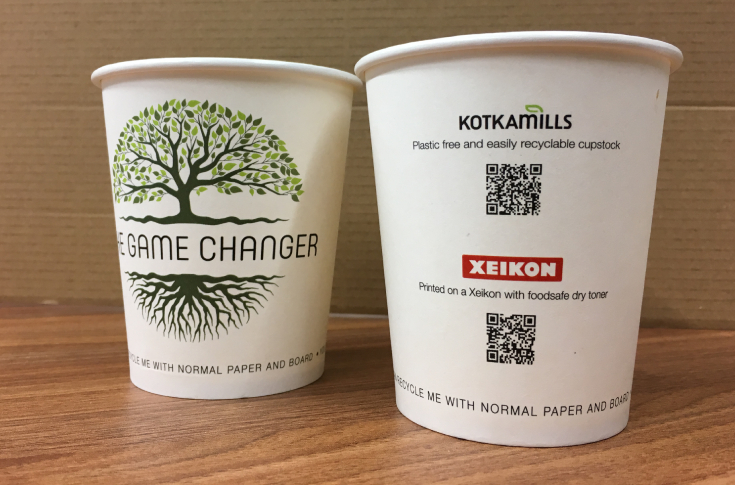 GAME CHANGER
ME WITH NORMAL PAPER AND BOARD •
KOTKAMILLS
Plastic free and easily recyclable cupstock
XEIKON
Printed on a Xeikon with foodsafe dry toner
RECYCLE ME WITH NORMAL PAPER AND BOARD